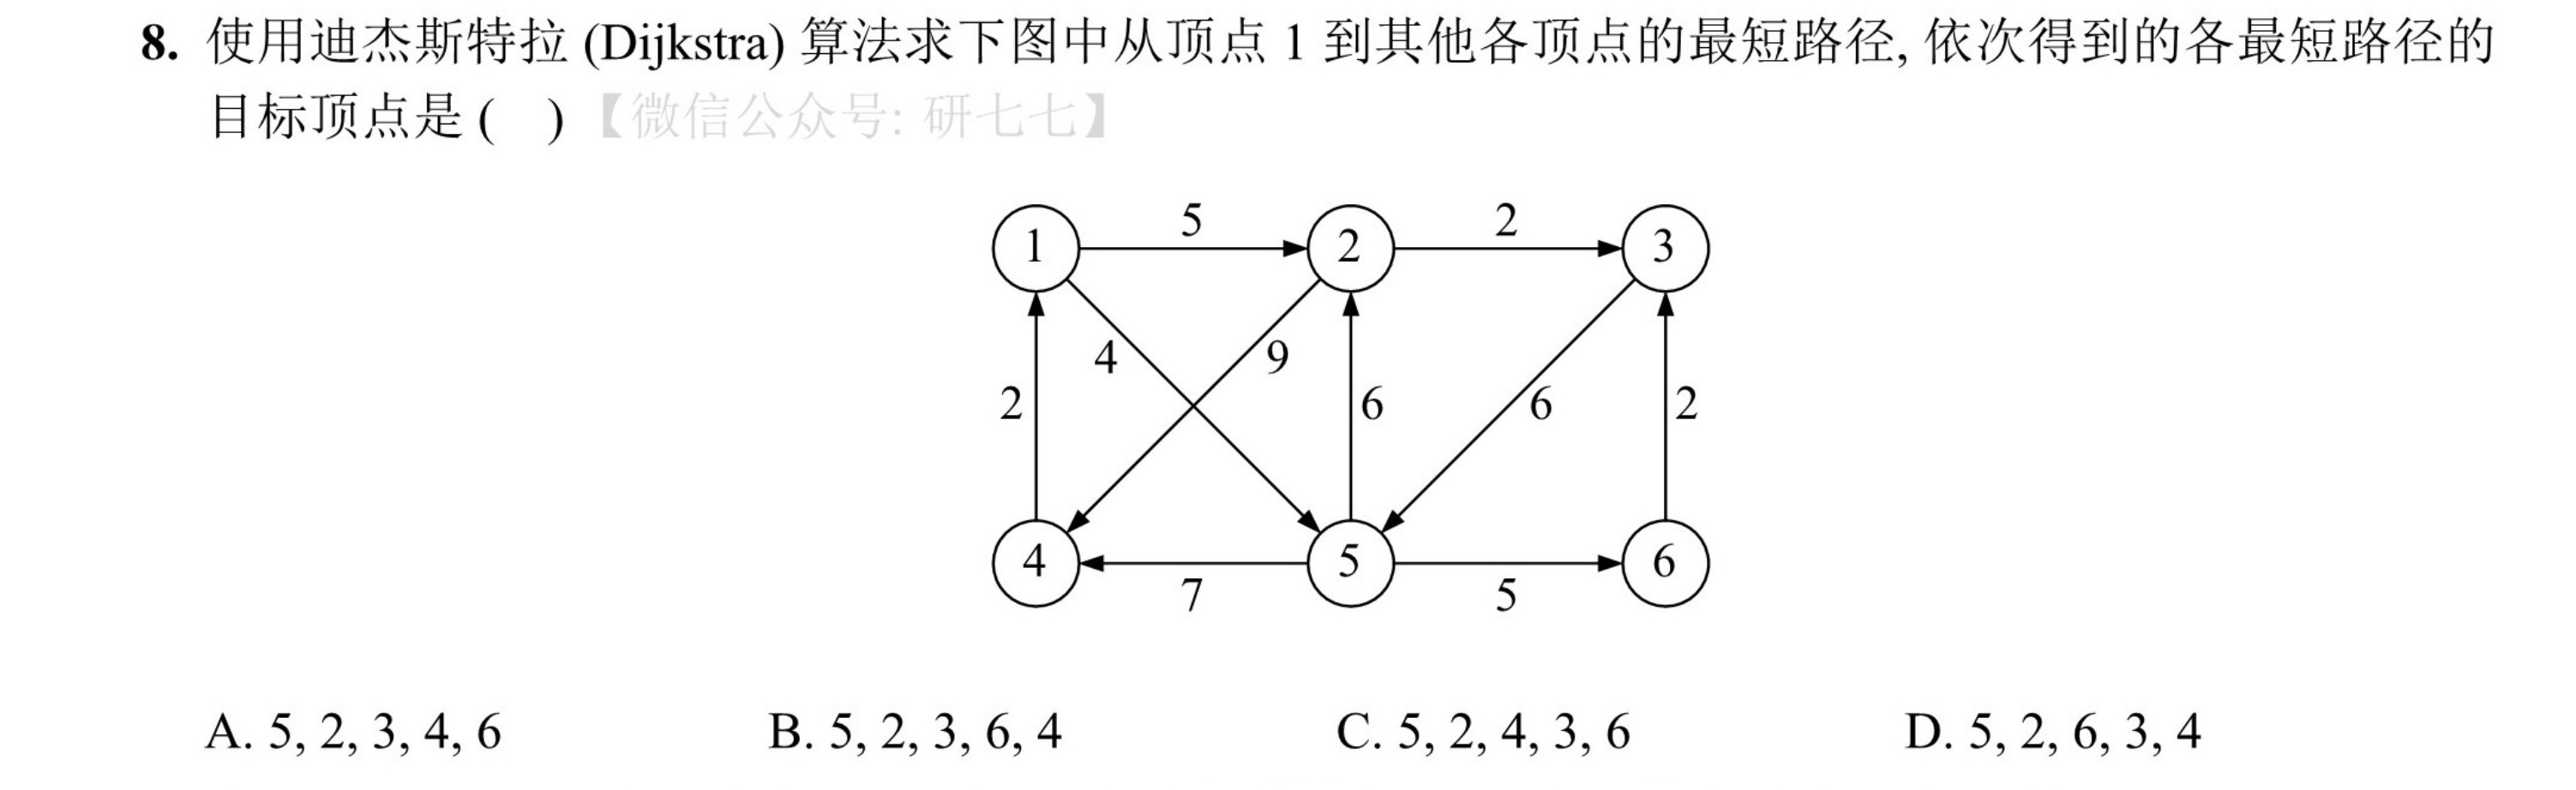 8. 使用迪杰斯特拉 (Dijkstra) 算法求下图中从顶点 1 到其他各顶点的最短路径, 依次得到的各最短路径的
目标顶点是 ( ) 【微信公众号: 研七七】
5 2
1 2 3
4 9
2 6 6 2
4 5 6
7 5
A. 5, 2, 3, 4, 6 B. 5, 2, 3, 6, 4 C. 5, 2, 4, 3, 6 D. 5, 2, 6, 3, 4